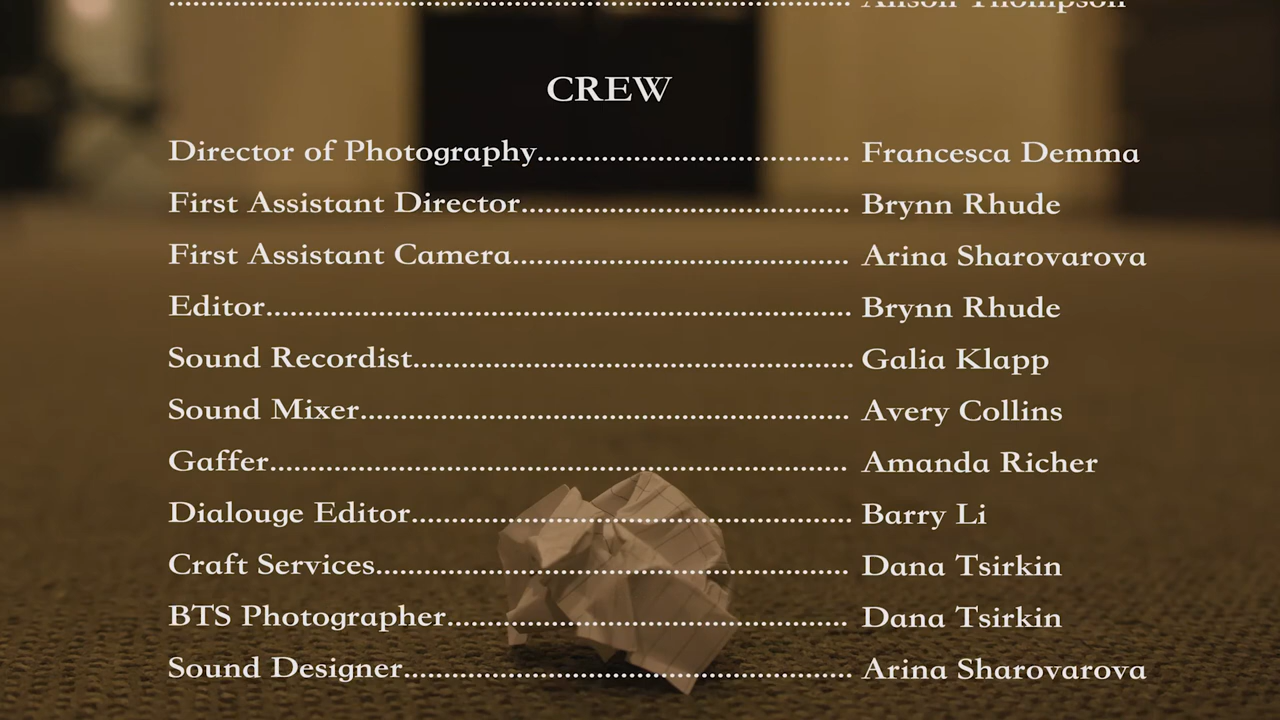 .................................................................................... Alison Thompson
CREW
Director of Photography....................................... Francesca Demma
First Assistant Director......................................... Brynn Rhude
First Assistant Camera.......................................... Arina Sharovarova
Editor......................................................................... Brynn Rhude
Sound Recordist....................................................... Galia Klapp
Sound Mixer............................................................. Avery Collins
Gaffer........................................................................ Amanda Richer
Dialouge Editor....................................................... Barry Li
Craft Services........................................................... Dana Tsirkin
BTS Photographer.................................................. Dana Tsirkin
Sound Designer........................................................ Arina Sharovarova